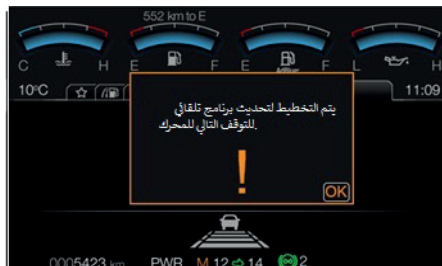 552 km to E
C H E F E F L H
AdBlue
10°C 11:09
يتم التخطيط لتحديث برنامج تلقائي
للتوقف التالي للمحرك.
!
OK
0005423 km PWR M 12 ⇨ 14 2